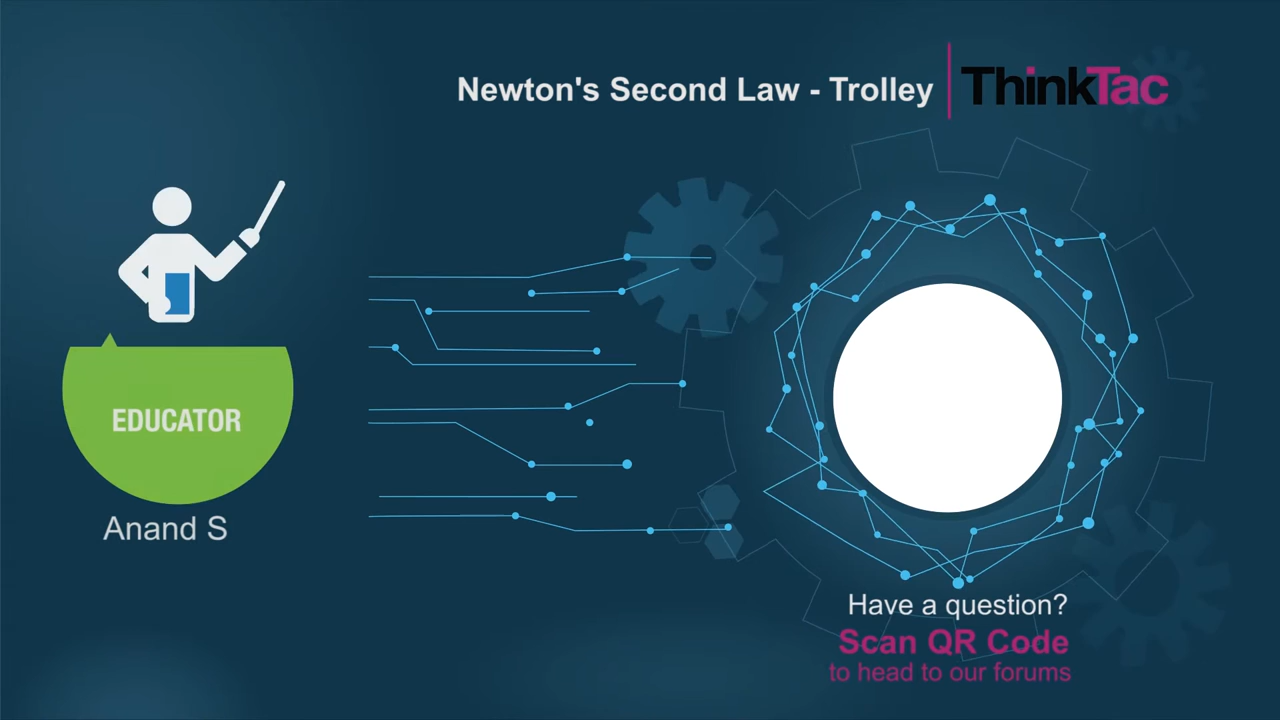 Newton's Second Law - Trolley
ThinkTac
EDUCATOR
Anand S
Have a question?
Scan QR Code
to head to our forums